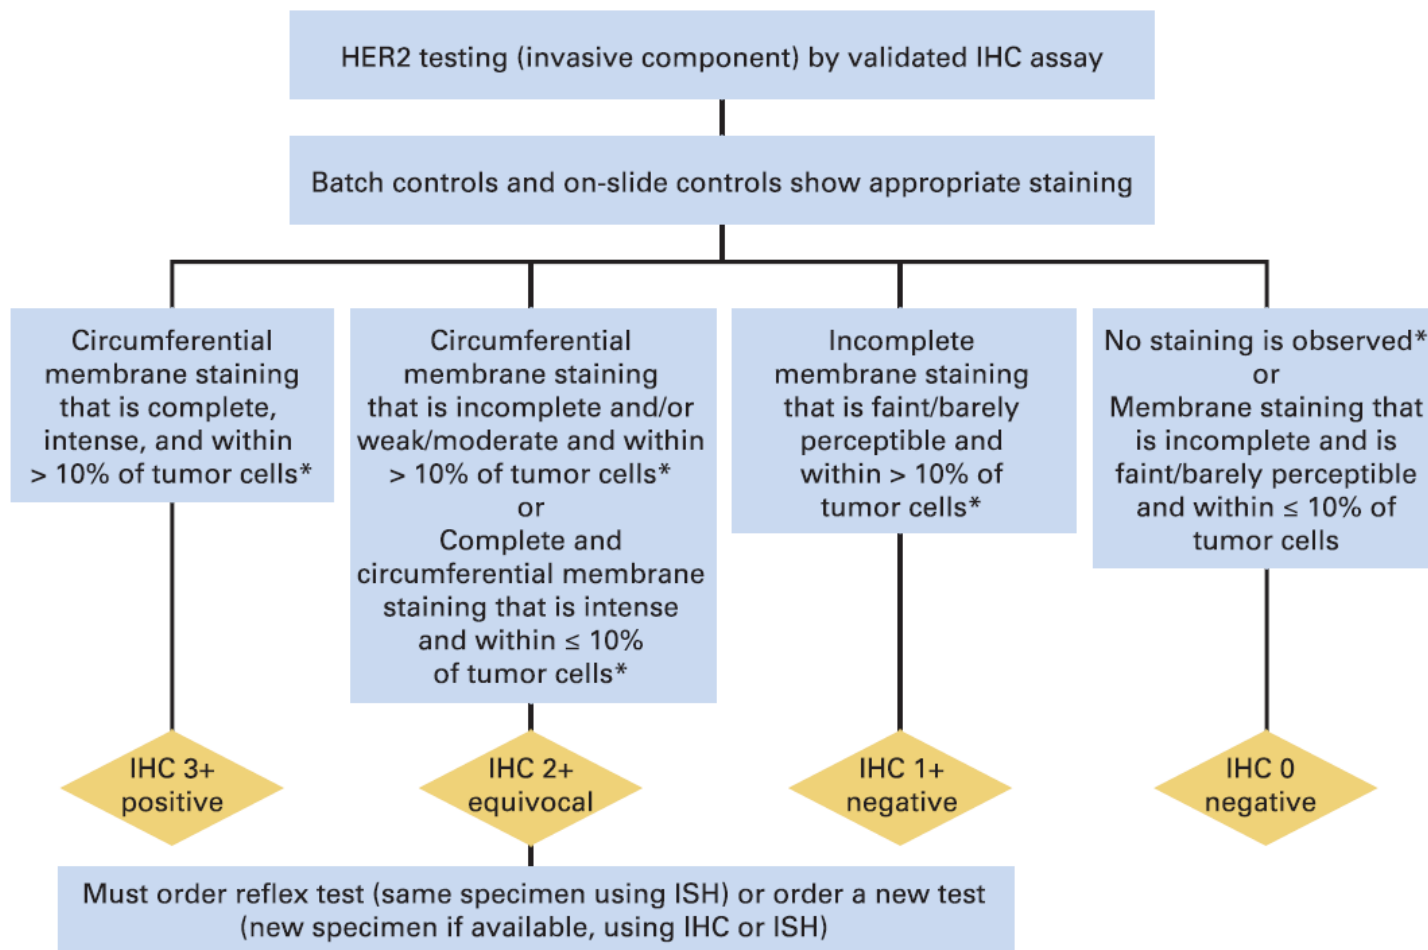 HER2 testing (invasive component) by validated IHC assay
Batch controls and on-slide controls show appropriate staining
Circumferential
membrane staining
that is complete,
intense, and within
> 10% of tumor cells*
Circumferential
membrane staining
that is incomplete and/or
weak/moderate and within
> 10% of tumor cells*
or
Complete and
circumferential membrane
staining that is intense
and within ≤ 10%
of tumor cells*
Incomplete
membrane staining
that is faint/barely
perceptible and
within > 10% of
tumor cells*
No staining is observed*
or
Membrane staining that
is incomplete and is
faint/barely perceptible
and within ≤ 10% of
tumor cells
IHC 3+
positive
IHC 2+
equivocal
IHC 1+
negative
IHC 0
negative
Must order reflex test (same specimen using ISH) or order a new test
(new specimen if available, using IHC or ISH)